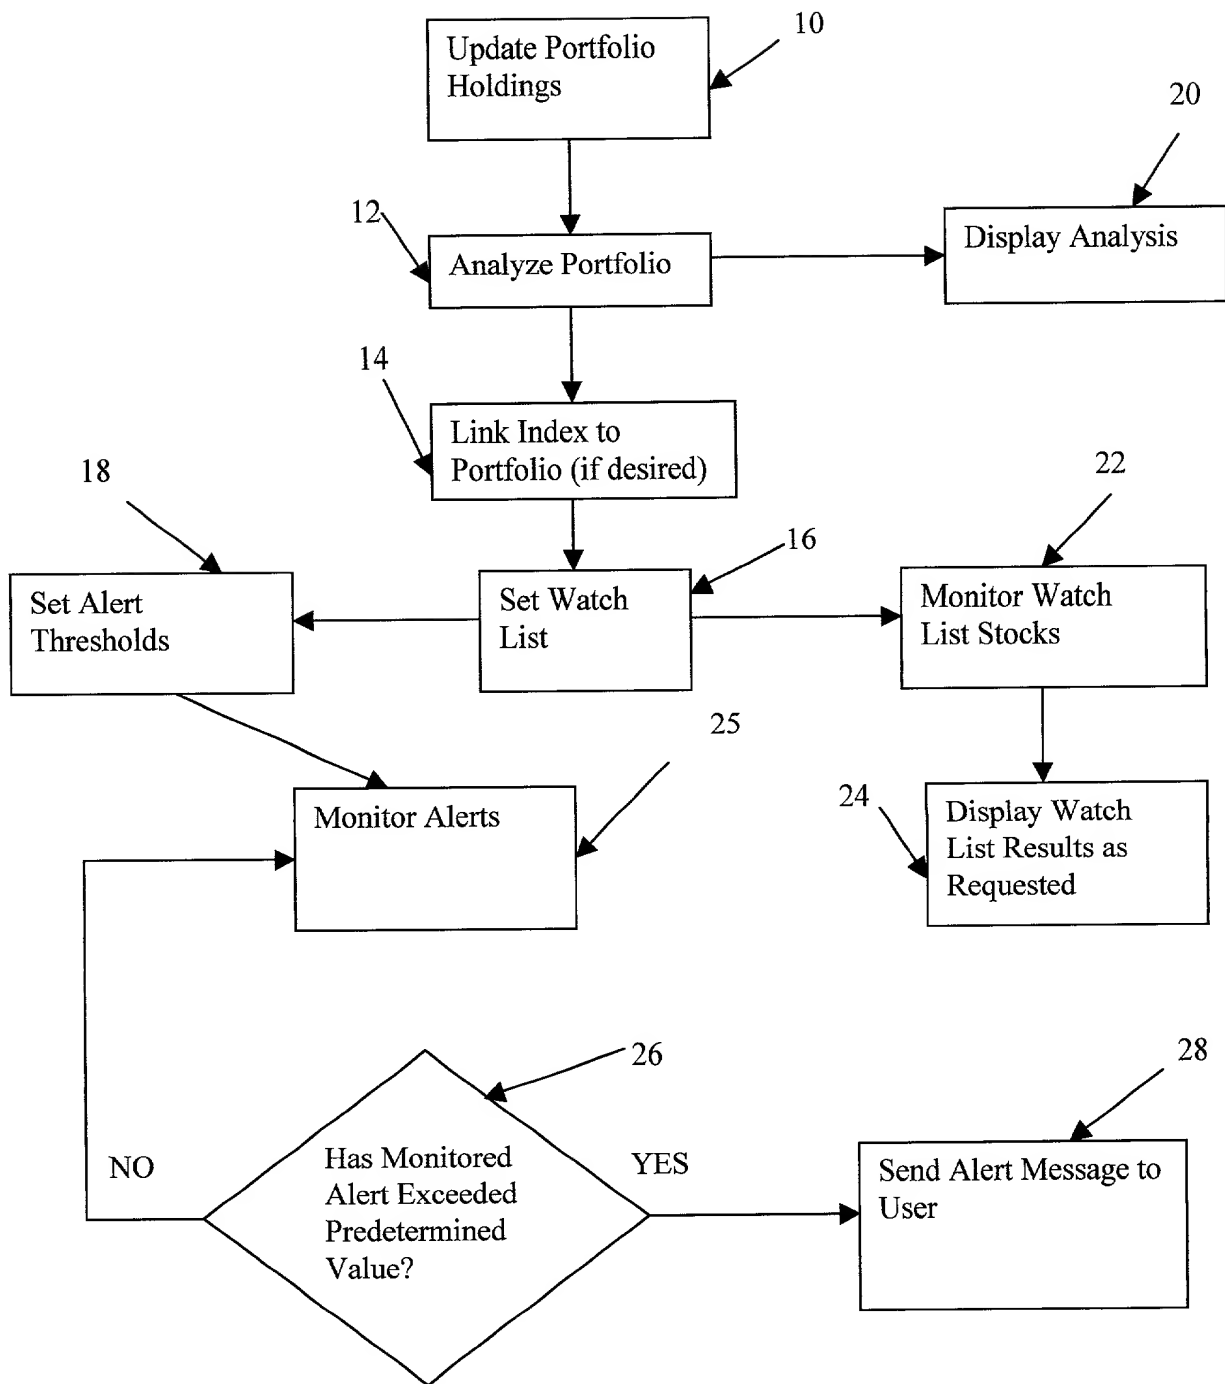 10
Update Portfolio
Holdings
20
12
Display Analysis
Analyze Portfolio
14
Link Index to
Portfolio (if desired)
18
22
16
Set Alert
Thresholds
Set Watch
List
Monitor Watch
List Stocks
25
24
Monitor Alerts
Display Watch
List Results as
Requested
26
28
NO
Has Monitored
Alert Exceeded
Predetermined
Value?
YES
Send Alert Message to
User